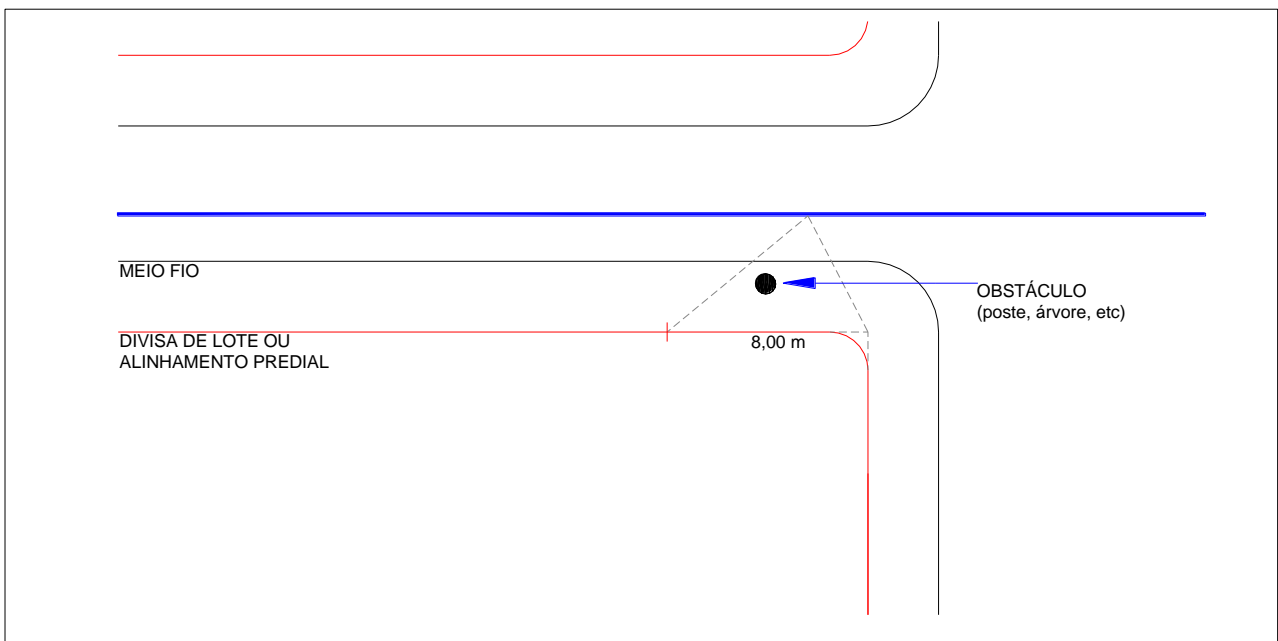 MEIO FIO
OBSTÁCULO
(poste, árvore, etc)
DIVISA DE LOTE OU
ALINHAMENTO PREDIAL
8,00 m